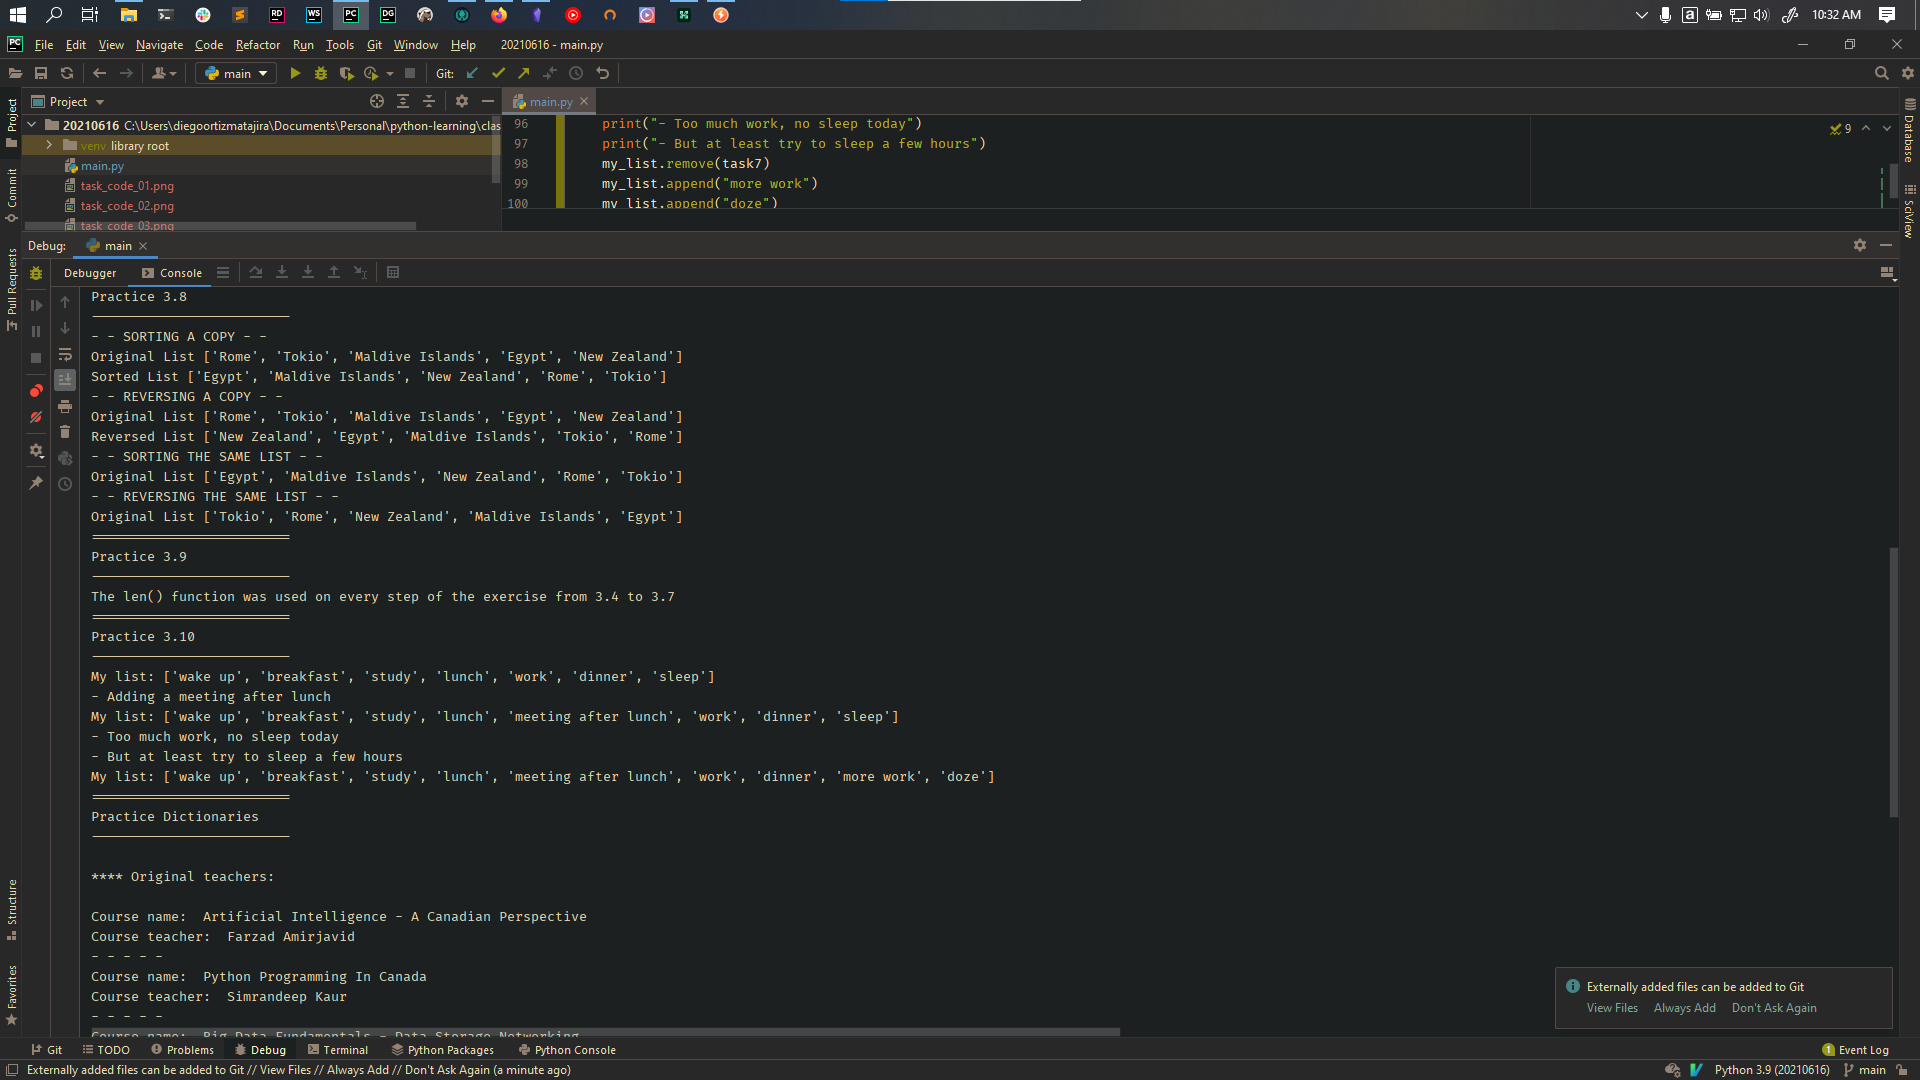 RD WS PC DG
a 10:32 AM
PC File Edit View Navigate Code Refactor Run Tools Git Window Help 20210616 - main.py
main Git:
Project
main.py
Project
20210616 C:\Users\diegoortizmatajira\Documents\Personal\python-learning\clas
venv library root
main.py
task_code_01.png
task_code_02.png
task_code_03.png
96 print("- Too much work, no sleep today")
97 print("- But at least try to sleep a few hours")
98 my_list.remove(task7)
99 my_list.append("more work")
100 my_list.append("doze")
9
Database
SciView
Commit
Pull Requests
Structure
Favorites
Debug: main
Debugger Console
Practice 3.8
- - SORTING A COPY - -
Original List ['Rome', 'Tokio', 'Maldive Islands', 'Egypt', 'New Zealand']
Sorted List ['Egypt', 'Maldive Islands', 'New Zealand', 'Rome', 'Tokio']
- - REVERSING A COPY - -
Original List ['Rome', 'Tokio', 'Maldive Islands', 'Egypt', 'New Zealand']
Reversed List ['New Zealand', 'Egypt', 'Maldive Islands', 'Tokio', 'Rome']
- - SORTING THE SAME LIST - -
Original List ['Egypt', 'Maldive Islands', 'New Zealand', 'Rome', 'Tokio']
- - REVERSING THE SAME LIST - -
Original List ['Tokio', 'Rome', 'New Zealand', 'Maldive Islands', 'Egypt']
=========================
Practice 3.9
-------------------------
The len() function was used on every step of the exercise from 3.4 to 3.7
=========================
Practice 3.10
-------------------------
My list: ['wake up', 'breakfast', 'study', 'lunch', 'work', 'dinner', 'sleep']
- Adding a meeting after lunch
My list: ['wake up', 'breakfast', 'study', 'lunch', 'meeting after lunch', 'work', 'dinner', 'sleep']
- Too much work, no sleep today
- But at least try to sleep a few hours
My list: ['wake up', 'breakfast', 'study', 'lunch', 'meeting after lunch', 'work', 'dinner', 'more work', 'doze']
=========================
Practice Dictionaries
-------------------------
**** Original teachers:
Course name:  Artificial Intelligence - A Canadian Perspective
Course teacher:  Farzad Amirjavid
- - - - -
Course name:  Python Programming In Canada
Course teacher:  Simrandeep Kaur
- - - - -
Course name:  Big Data Fundamentals - Data Storage Networking
Externally added files can be added to Git
View Files Always Add Don't Ask Again
Git TODO Problems Debug Terminal Python Packages Python Console 1 Event Log
Externally added files can be added to Git // View Files // Always Add // Don't Ask Again (a minute ago) Python 3.9 (20210616) main